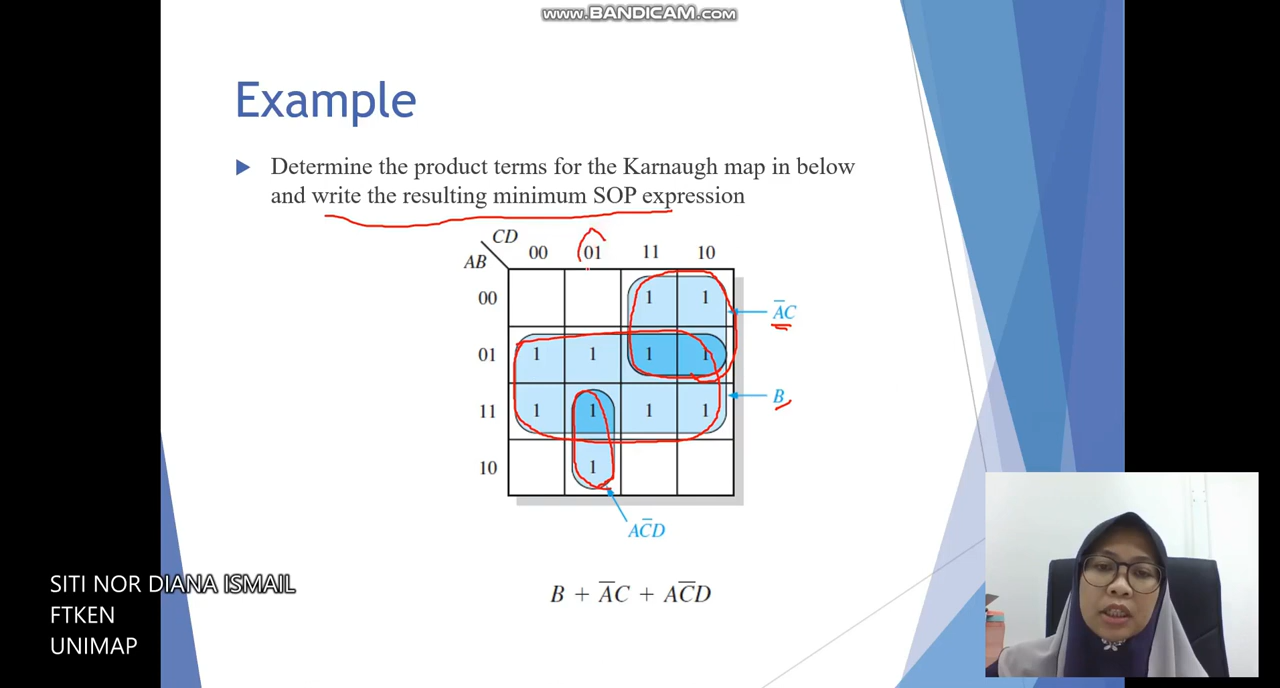 www.BANDICAM.com
Example
Determine the product terms for the Karnaugh map in below
and write the resulting minimum SOP expression
CD
AB
00 01 11 10
00 1 1
01 1 1 1 1
11 1 1 1 1
10 1
A̅C
B
AC̅D
B + A̅C + AC̅D
SITI NOR DIANA ISMAIL
FTKEN
UNIMAP